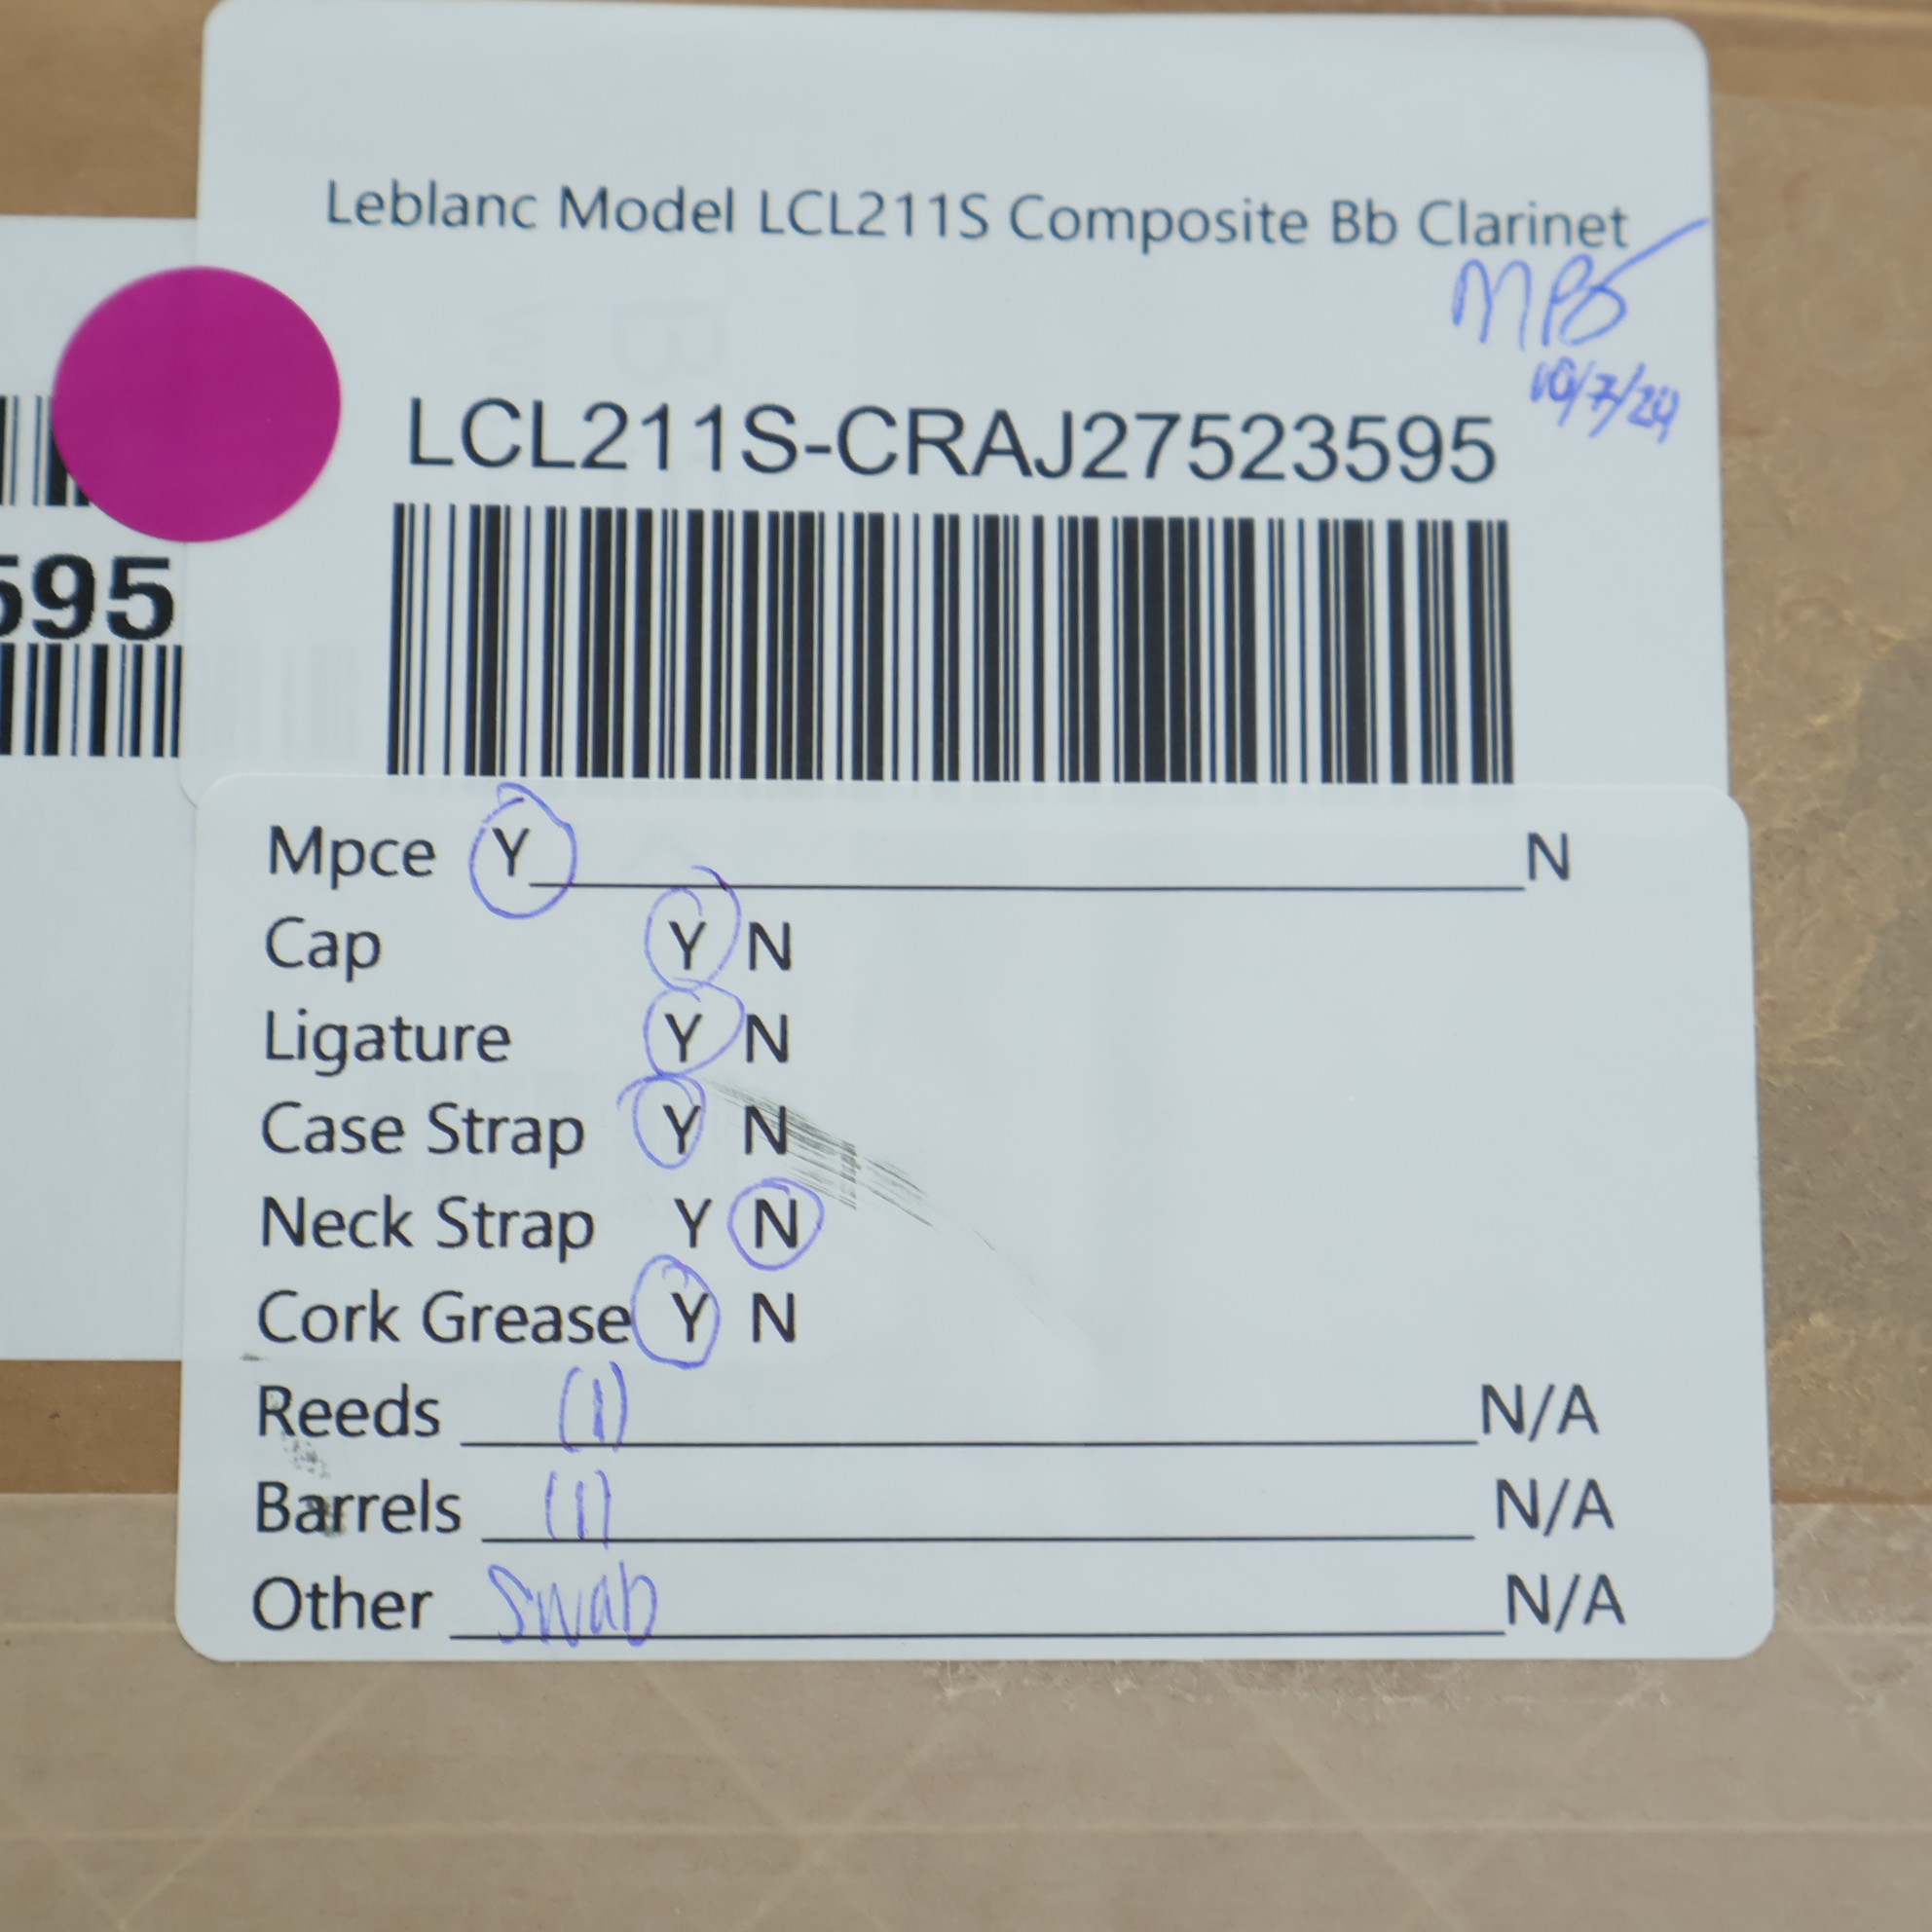 Leblanc Model LCL211S Composite Bb Clarinet
MPS
10/7/24
LCL211S-CRAJ27523595
595
Mpce Y N
Cap Y N
Ligature Y N
Case Strap Y N
Neck Strap Y N
Cork Grease Y N
Reeds (1) N/A
Barrels (1) N/A
Other Swab N/A